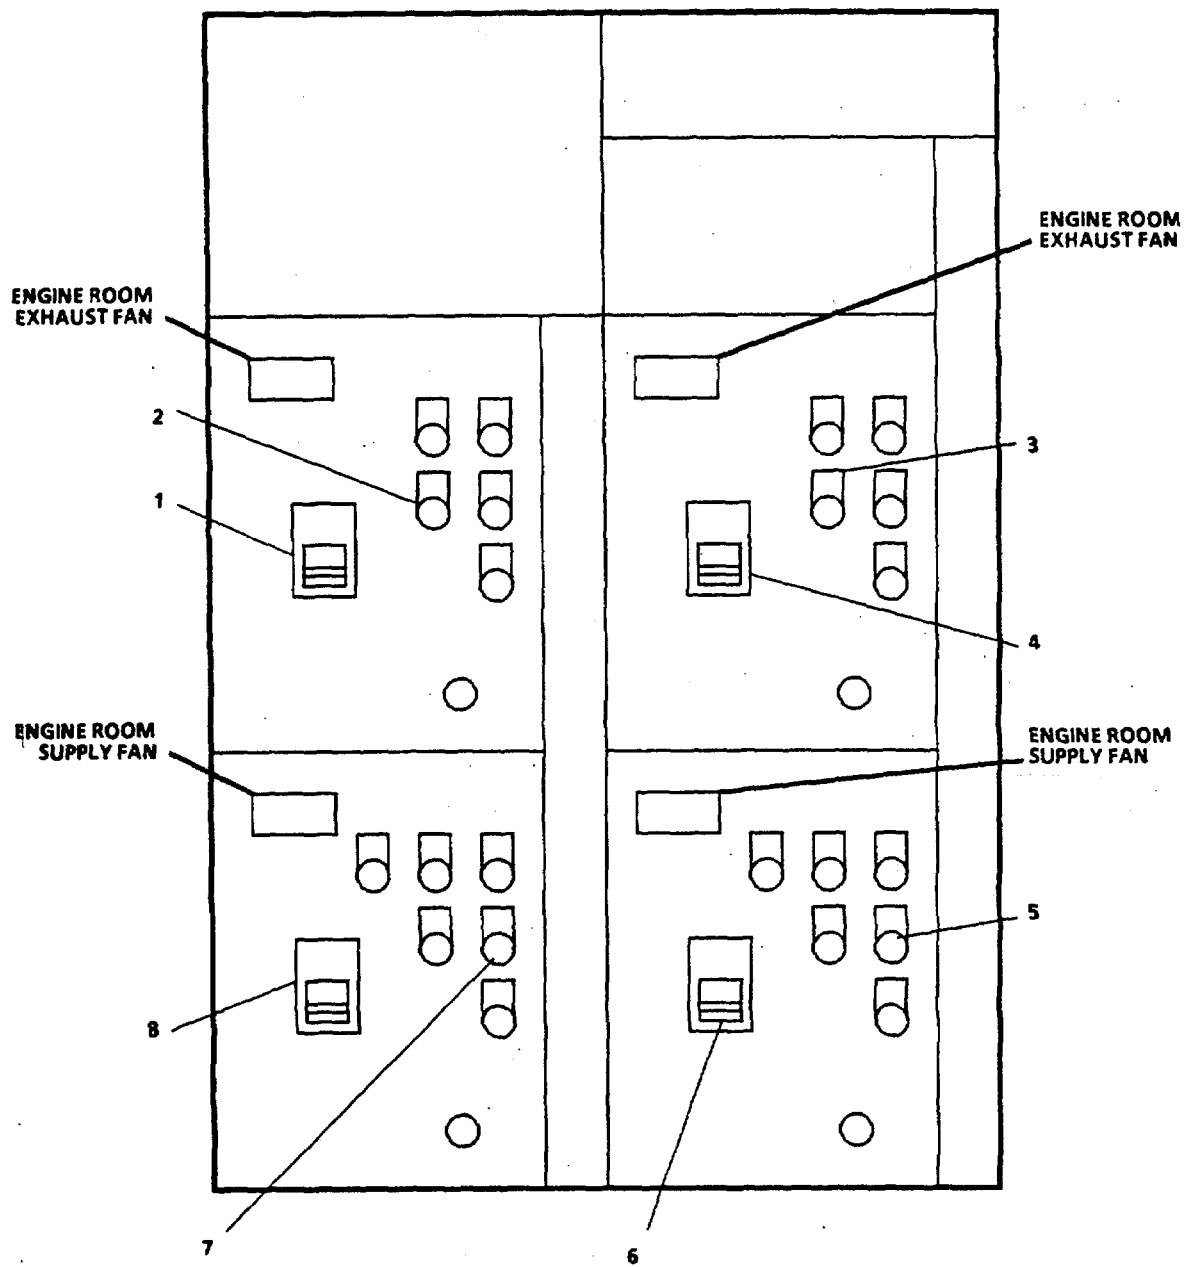 ENGINE ROOM
EXHAUST FAN
ENGINE ROOM
EXHAUST FAN
2
3
1
4
ENGINE ROOM
SUPPLY FAN
ENGINE ROOM
SUPPLY FAN
5
8
7
6